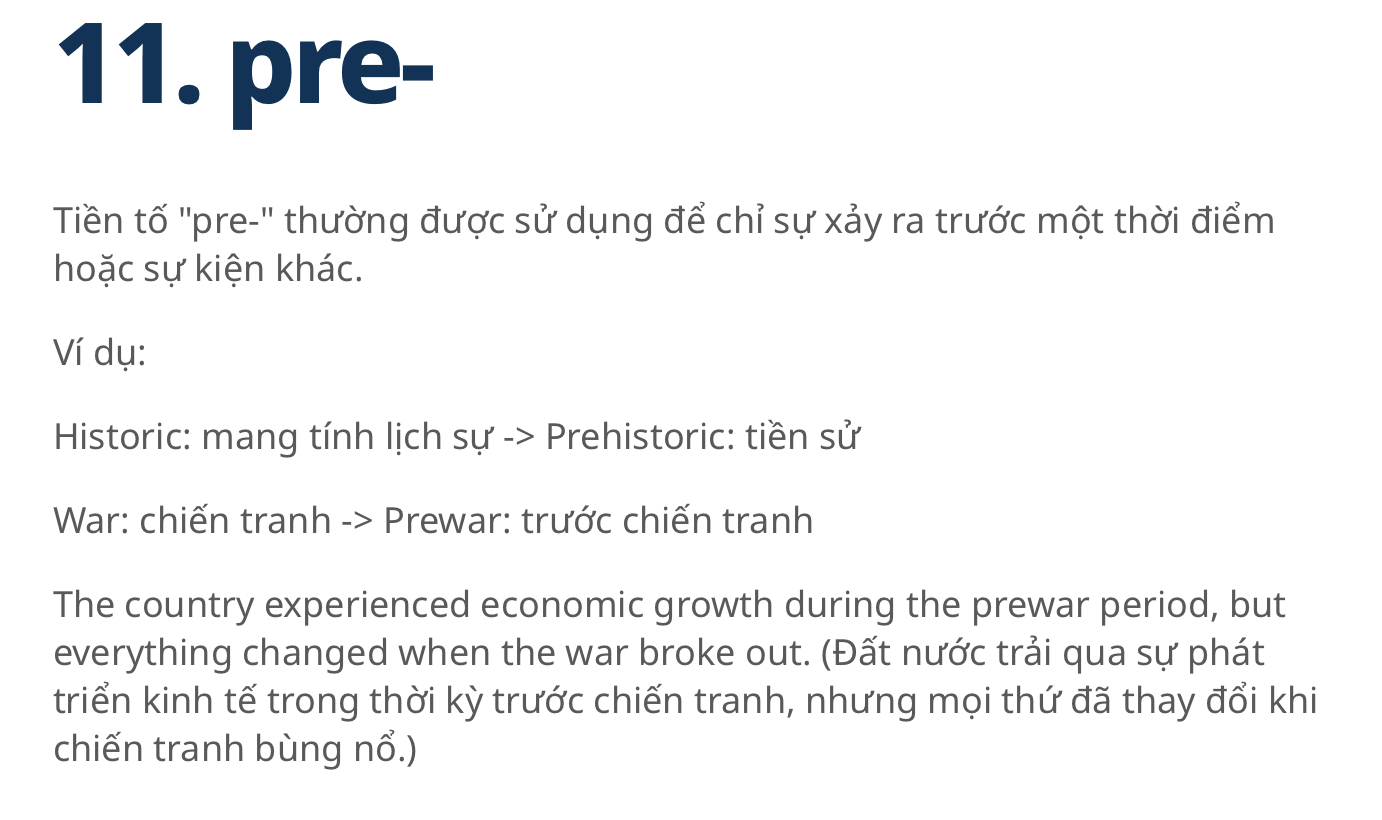 11. pre-
Tiền tố "pre-" thường được sử dụng để chỉ sự xảy ra trước một thời điểm
hoặc sự kiện khác.
Ví dụ:
Historic: mang tính lịch sự -> Prehistoric: tiền sử
War: chiến tranh -> Prewar: trước chiến tranh
The country experienced economic growth during the prewar period, but
everything changed when the war broke out. (Đất nước trải qua sự phát
triển kinh tế trong thời kỳ trước chiến tranh, nhưng mọi thứ đã thay đổi khi
chiến tranh bùng nổ.)